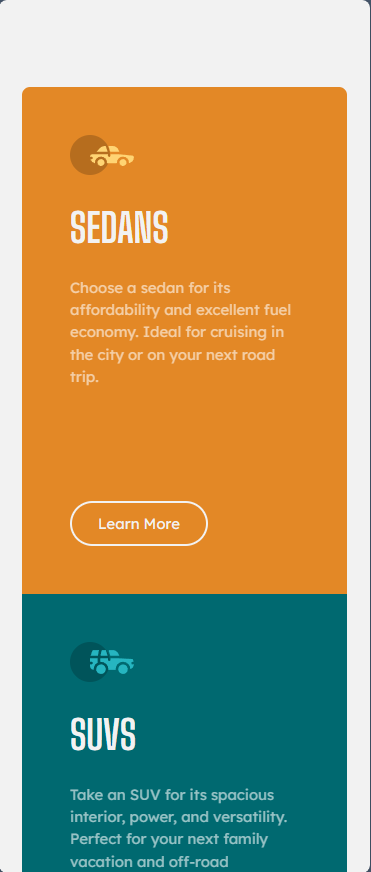 SEDANS
Choose a sedan for its
affordability and excellent fuel
economy. Ideal for cruising in
the city or on your next road
trip.
Learn More
SUVS
Take an SUV for its spacious
interior, power, and versatility.
Perfect for your next family
vacation and off-road